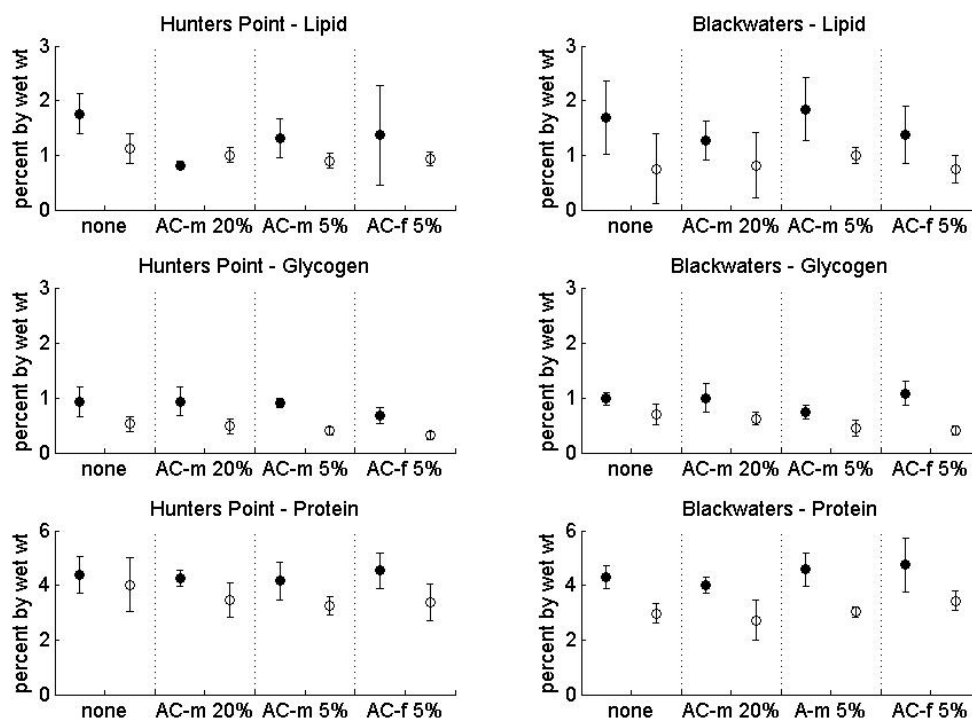 Hunters Point - Lipid
percent by wet wt
3
2
1
0
none AC-m 20% AC-m 5% AC-f 5%
Blackwaters - Lipid
percent by wet wt
3
2
1
0
none AC-m 20% AC-m 5% AC-f 5%
Hunters Point - Glycogen
percent by wet wt
3
2
1
0
none AC-m 20% AC-m 5% AC-f 5%
Blackwaters - Glycogen
percent by wet wt
3
2
1
0
none AC-m 20% AC-m 5% AC-f 5%
Hunters Point - Protein
percent by wet wt
6
4
2
0
none AC-m 20% AC-m 5% AC-f 5%
Blackwaters - Protein
percent by wet wt
6
4
2
0
none AC-m 20% A-m 5% AC-f 5%